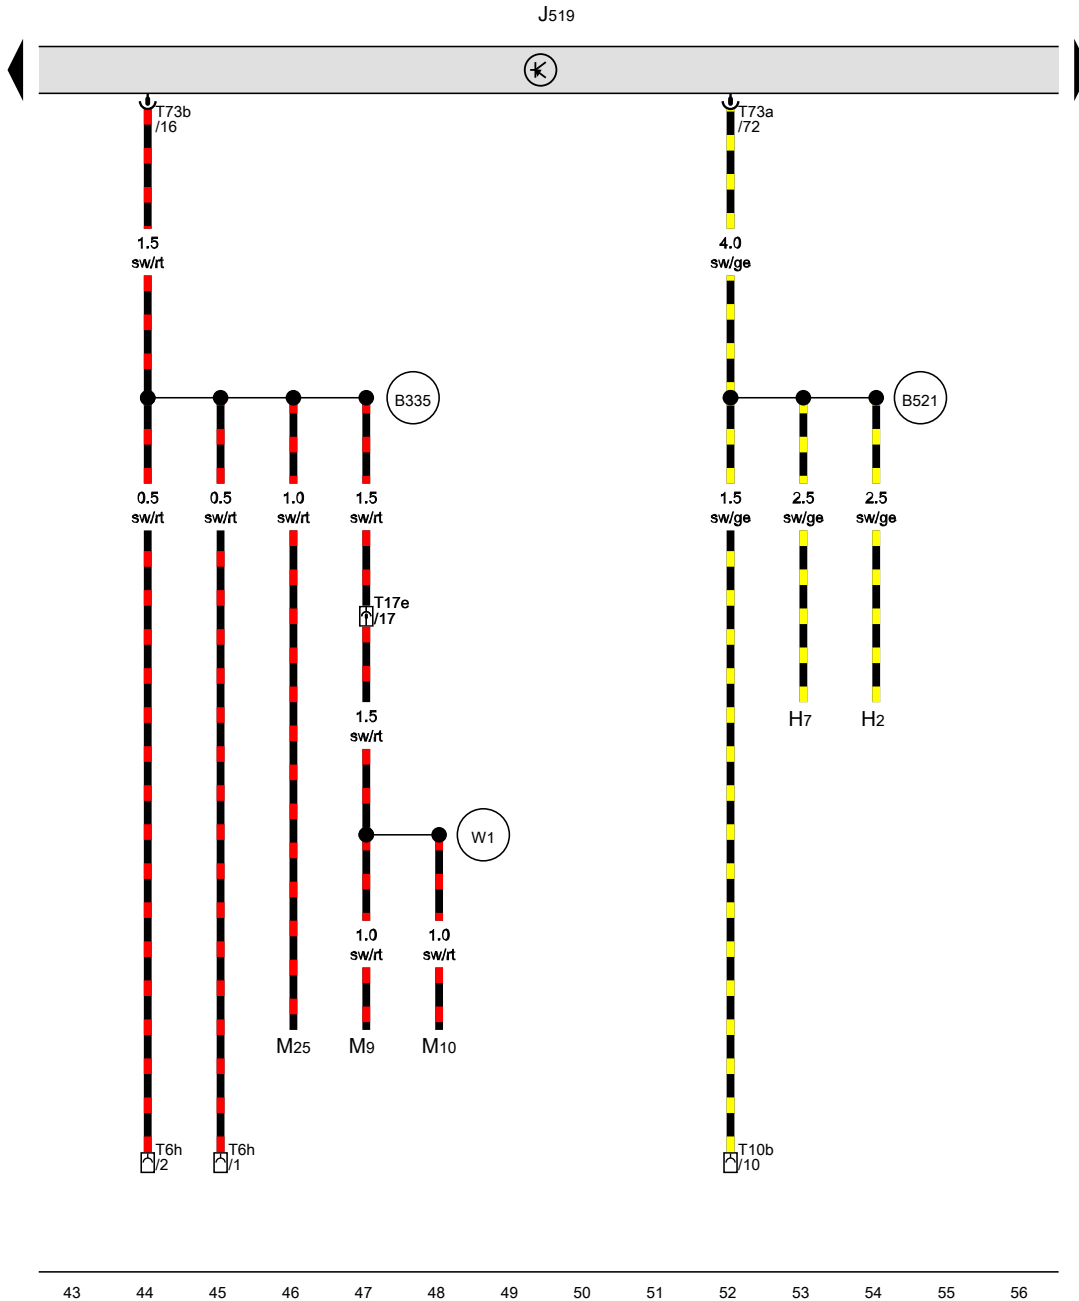 J519
T73b
/16
T73a
/72
1.5
sw/rt
4.0
sw/ge
B335
B521
0.5
sw/rt
0.5
sw/rt
1.0
sw/rt
1.5
sw/rt
1.5
sw/ge
2.5
sw/ge
2.5
sw/ge
T17e
/17
1.5
sw/rt
H7
H2
W1
1.0
sw/rt
1.0
sw/rt
M25
M9
M10
T6h
/2
T6h
/1
T10b
/10
43 44 45 46 47 48 49 50 51 52 53 54 55 56